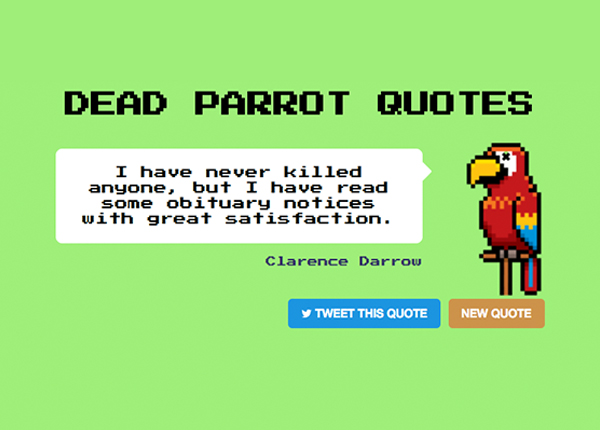 DEAD PARROT QUOTES
I have never killed
anyone, but I have read
some obituary notices
with great satisfaction.
Clarence Darrow
TWEET THIS QUOTE
NEW QUOTE